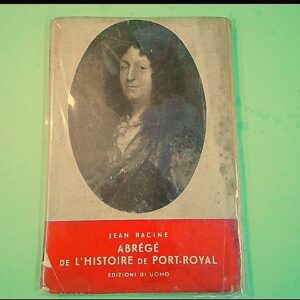 JEAN RACINE
ABRÉGÉ
DE L'HISTOIRE DE PORT-ROYAL
EDIZIONI DI UOMO